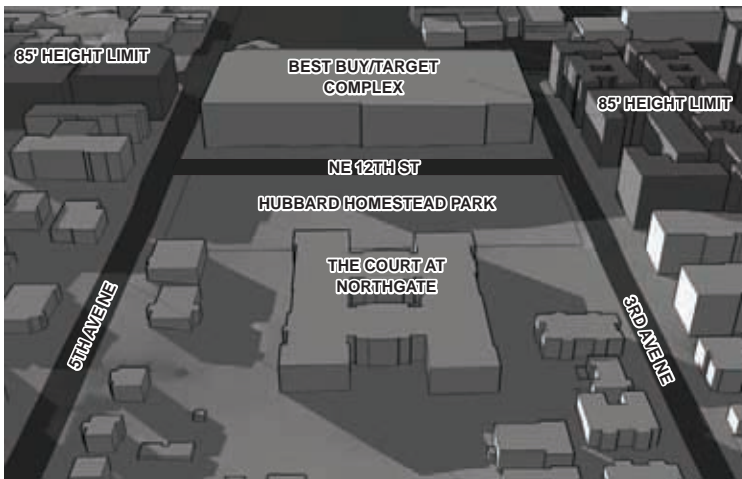 85' HEIGHT LIMIT
BEST BUY/TARGET
COMPLEX
85' HEIGHT LIMIT
NE 12TH ST
HUBBARD HOMESTEAD PARK
THE COURT AT
NORTHGATE
5TH AVE NE
3RD AVE NE